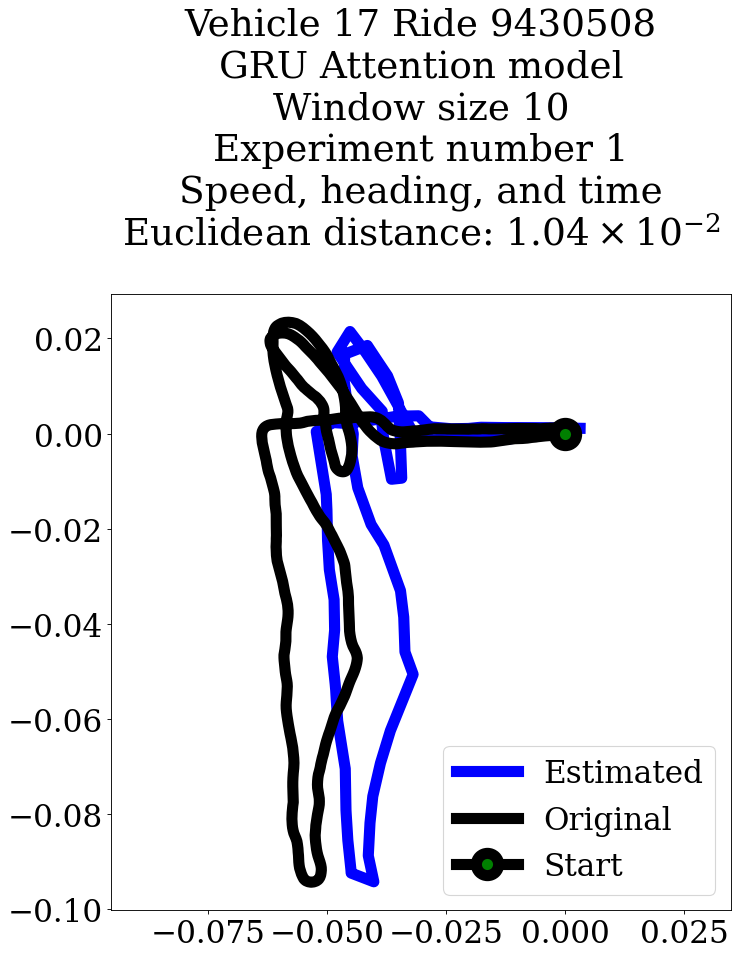 Vehicle 17 Ride 9430508
GRU Attention model
Window size 10
Experiment number 1
Speed, heading, and time
Euclidean distance: 1.04 × 10⁻²
0.02
0.00
−0.02
−0.04
−0.06
−0.08
−0.10
Estimated
Original
Start
−0.075 −0.050 −0.025 0.000 0.025